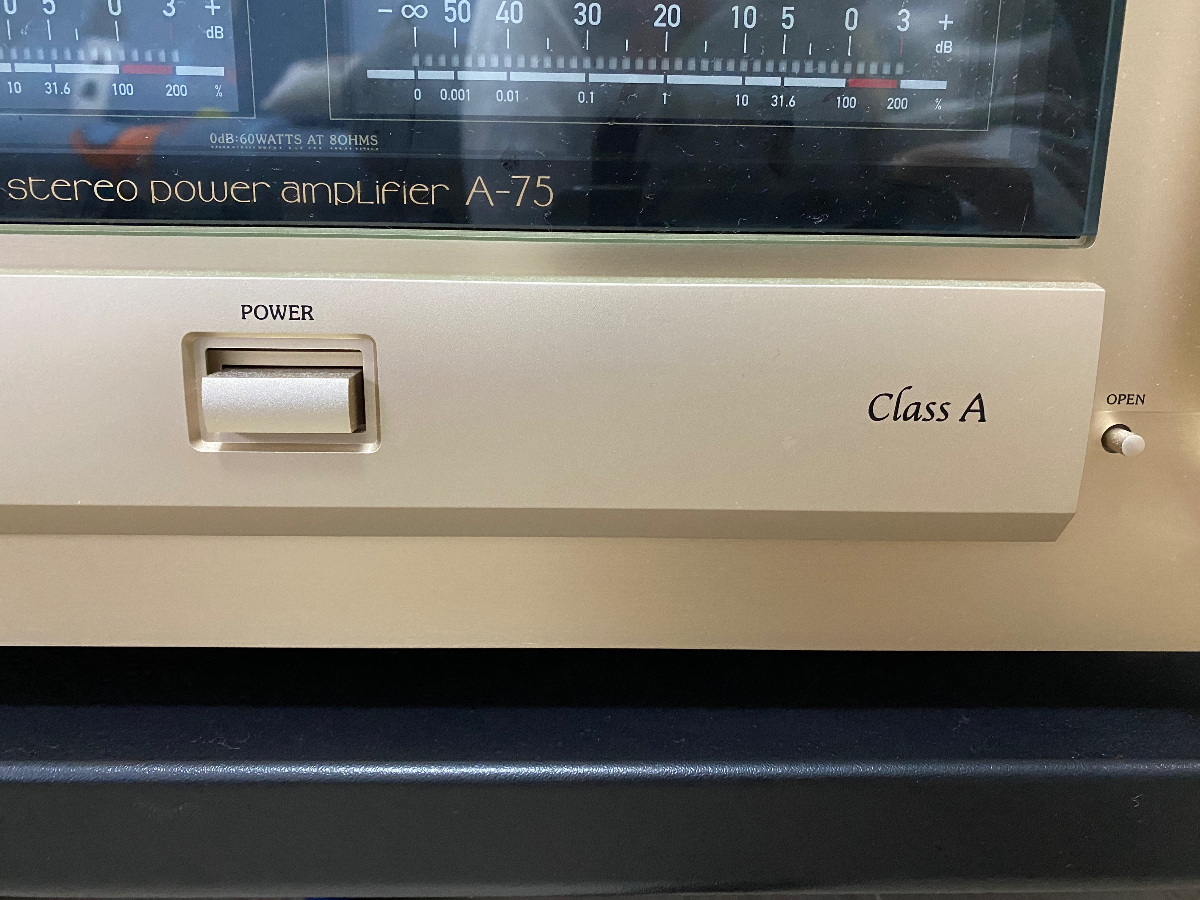 0 5 0 3 +
dB
10 31.6 100 200 %
−∞ 50 40 30 20 10 5 0 3 +
dB
0 0.001 0.01 0.1 1 10 31.6 100 200 %
0dB:60WATTS AT 8OHMS
stereo power amplifier A-75
POWER
Class A
OPEN